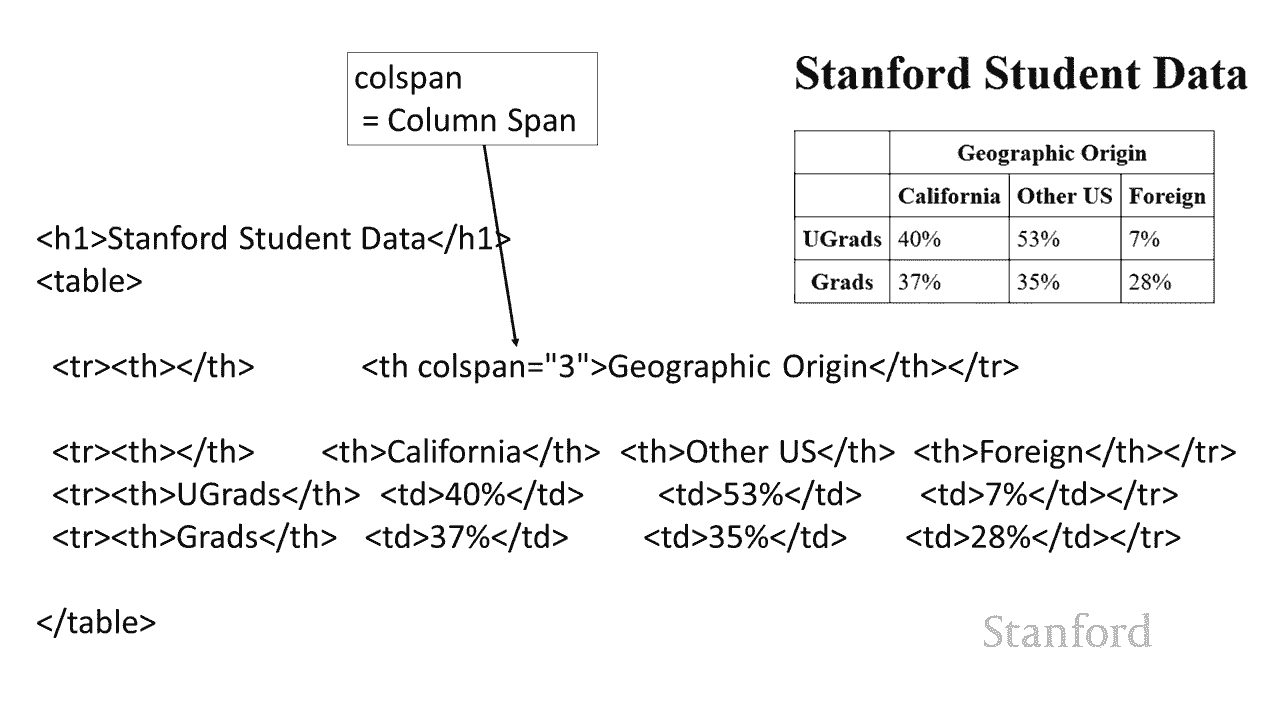 colspan
= Column Span
Stanford Student Data
Geographic Origin
California Other US Foreign
UGrads 40% 53% 7%
Grads 37% 35% 28%
<h1>Stanford Student Data</h1>
<table>
<tr><th></th> <th colspan="3">Geographic Origin</th></tr>
<tr><th></th> <th>California</th> <th>Other US</th> <th>Foreign</th></tr>
<tr><th>UGrads</th> <td>40%</td> <td>53%</td> <td>7%</td></tr>
<tr><th>Grads</th> <td>37%</td> <td>35%</td> <td>28%</td></tr>
</table>
Stanford